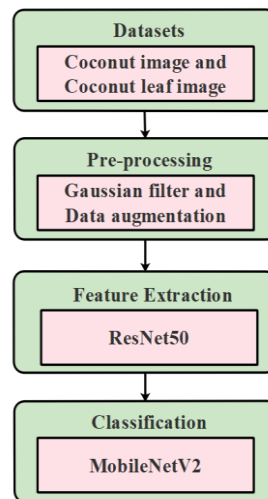 Datasets
Coconut image and
Coconut leaf image
Pre-processing
Gaussian filter and
Data augmentation
Feature Extraction
ResNet50
Classification
MobileNetV2